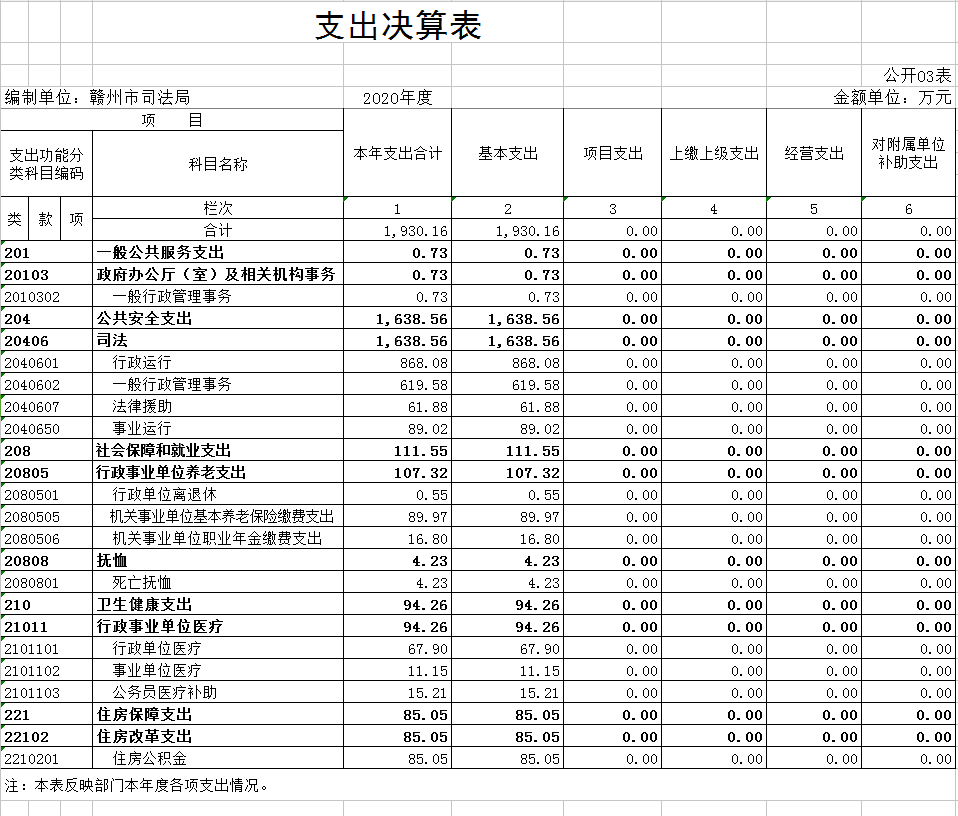 支出决算表
公开03表
编制单位：赣州市司法局 2020年度 金额单位：万元
项 目 本年支出合计 基本支出 项目支出 上缴上级支出 经营支出 对附属单位补助支出
支出功能分类科目编码 科目名称
类 款 项 栏次 1 2 3 4 5 6
合计 1,930.16 1,930.16 0.00 0.00 0.00 0.00
201 一般公共服务支出 0.73 0.73 0.00 0.00 0.00 0.00
20103 政府办公厅（室）及相关机构事务 0.73 0.73 0.00 0.00 0.00 0.00
2010302 一般行政管理事务 0.73 0.73 0.00 0.00 0.00 0.00
204 公共安全支出 1,638.56 1,638.56 0.00 0.00 0.00 0.00
20406 司法 1,638.56 1,638.56 0.00 0.00 0.00 0.00
2040601 行政运行 868.08 868.08 0.00 0.00 0.00 0.00
2040602 一般行政管理事务 619.58 619.58 0.00 0.00 0.00 0.00
2040607 法律援助 61.88 61.88 0.00 0.00 0.00 0.00
2040650 事业运行 89.02 89.02 0.00 0.00 0.00 0.00
208 社会保障和就业支出 111.55 111.55 0.00 0.00 0.00 0.00
20805 行政事业单位养老支出 107.32 107.32 0.00 0.00 0.00 0.00
2080501 行政单位离退休 0.55 0.55 0.00 0.00 0.00 0.00
2080505 机关事业单位基本养老保险缴费支出 89.97 89.97 0.00 0.00 0.00 0.00
2080506 机关事业单位职业年金缴费支出 16.80 16.80 0.00 0.00 0.00 0.00
20808 抚恤 4.23 4.23 0.00 0.00 0.00 0.00
2080801 死亡抚恤 4.23 4.23 0.00 0.00 0.00 0.00
210 卫生健康支出 94.26 94.26 0.00 0.00 0.00 0.00
21011 行政事业单位医疗 94.26 94.26 0.00 0.00 0.00 0.00
2101101 行政单位医疗 67.90 67.90 0.00 0.00 0.00 0.00
2101102 事业单位医疗 11.15 11.15 0.00 0.00 0.00 0.00
2101103 公务员医疗补助 15.21 15.21 0.00 0.00 0.00 0.00
221 住房保障支出 85.05 85.05 0.00 0.00 0.00 0.00
22102 住房改革支出 85.05 85.05 0.00 0.00 0.00 0.00
2210201 住房公积金 85.05 85.05 0.00 0.00 0.00 0.00
注：本表反映部门本年度各项支出情况。